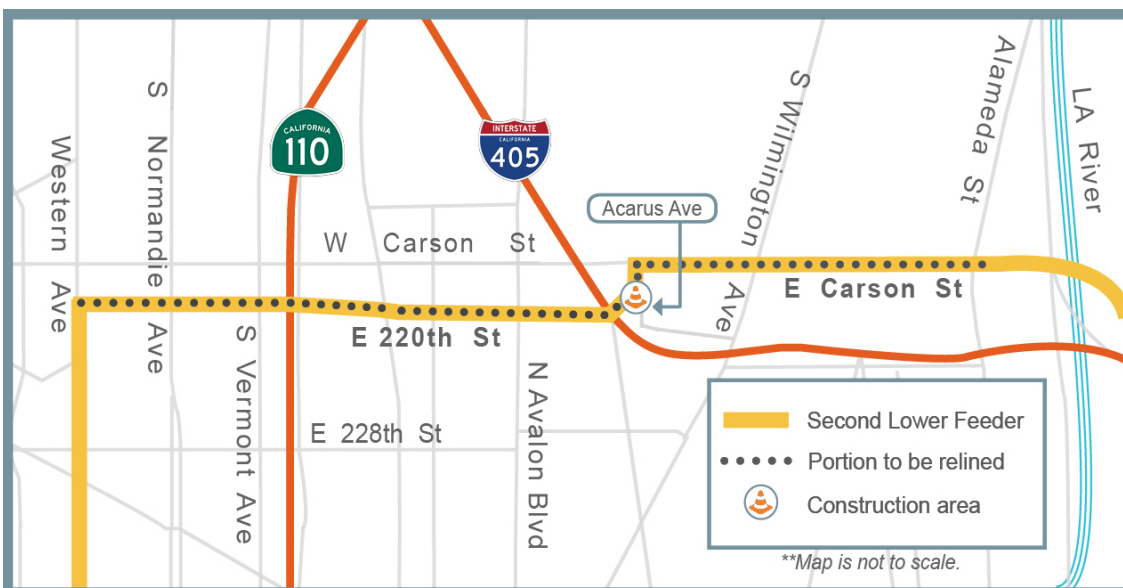 Western Ave
S Normandie Ave
S Vermont Ave
CALIFORNIA
110
INTERSTATE
CALIFORNIA
405
W Carson St
Acarus Ave
S Wilmington Ave
Alameda St
LA River
E Carson St
E 220th St
E 228th St
N Avalon Blvd
Second Lower Feeder
Portion to be relined
Construction area
**Map is not to scale.